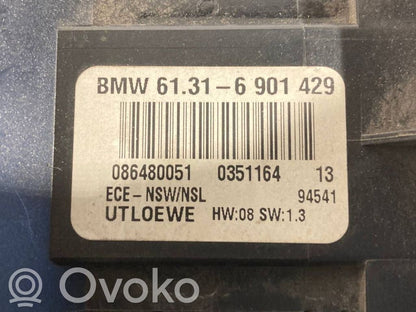 BMW 61.31-6 901 429
086480051 0351164 13
ECE-NSW/NSL 94541
UTLOEWE HW:08 SW:1.3
Ovoko